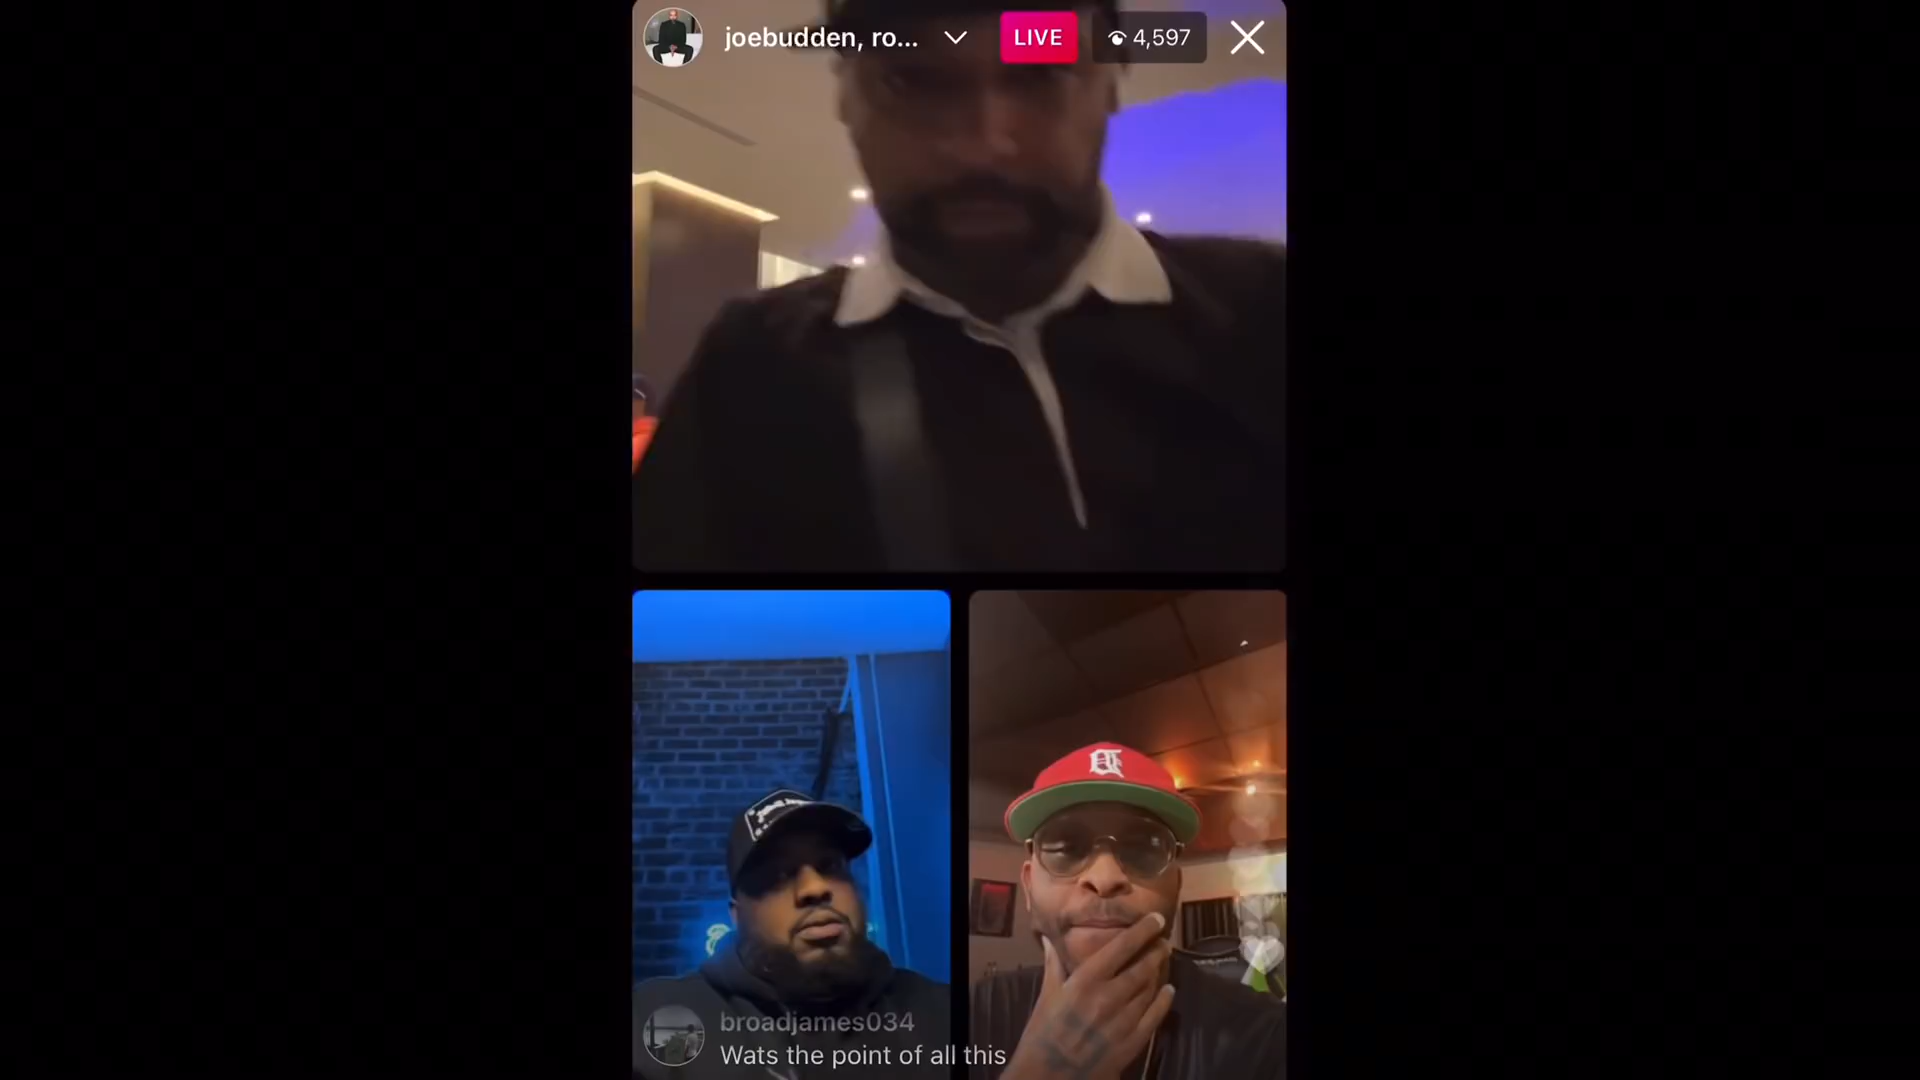 joebudden, ro...
LIVE
4,597
broadjames034
Wats the point of all this